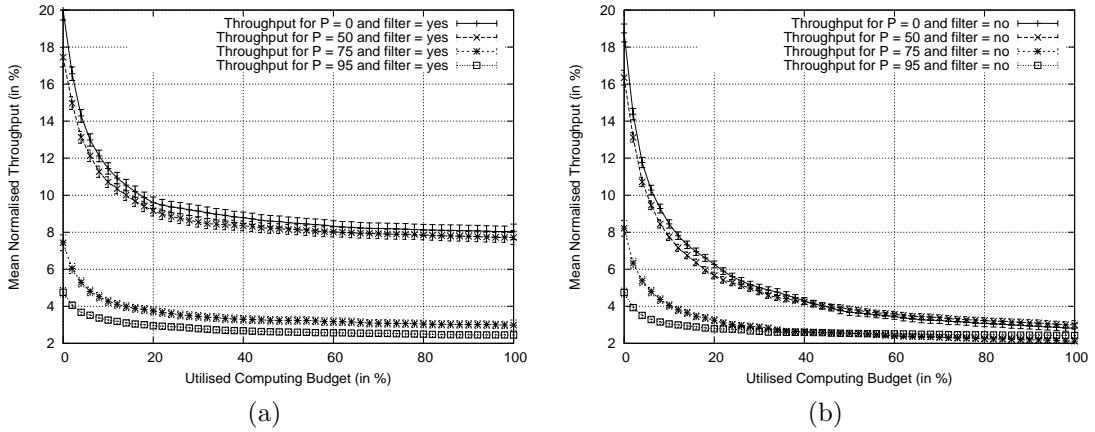 Mean Normalised Throughput (in %)
20
18
16
14
12
10
8
6
4
2
Throughput for P = 0 and filter = yes
Throughput for P = 50 and filter = yes
Throughput for P = 75 and filter = yes
Throughput for P = 95 and filter = yes
0 20 40 60 80 100
Utilised Computing Budget (in %)
(a)
Mean Normalised Throughput (in %)
20
18
16
14
12
10
8
6
4
2
Throughput for P = 0 and filter = no
Throughput for P = 50 and filter = no
Throughput for P = 75 and filter = no
Throughput for P = 95 and filter = no
0 20 40 60 80 100
Utilised Computing Budget (in %)
(b)